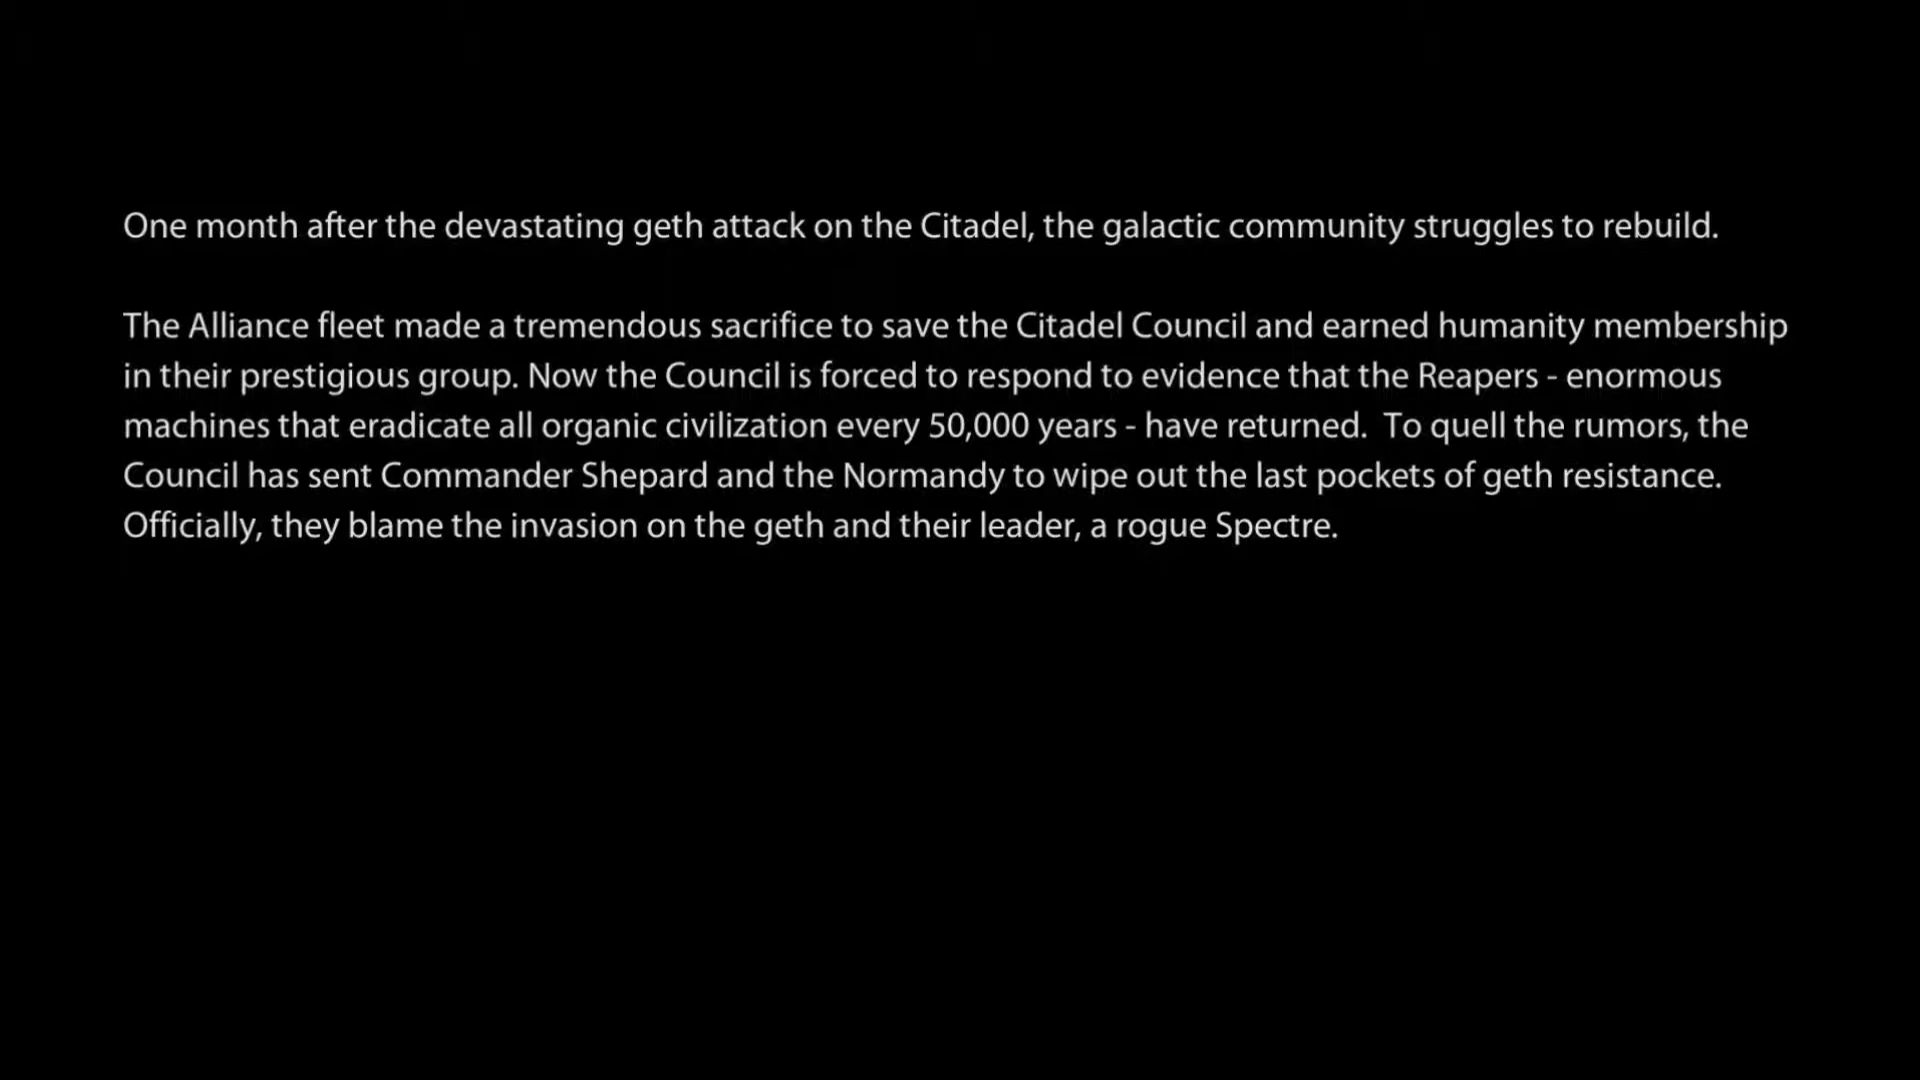 One month after the devastating geth attack on the Citadel, the galactic community struggles to rebuild.
The Alliance fleet made a tremendous sacrifice to save the Citadel Council and earned humanity membership
in their prestigious group. Now the Council is forced to respond to evidence that the Reapers - enormous
machines that eradicate all organic civilization every 50,000 years - have returned.  To quell the rumors, the
Council has sent Commander Shepard and the Normandy to wipe out the last pockets of geth resistance.
Officially, they blame the invasion on the geth and their leader, a rogue Spectre.